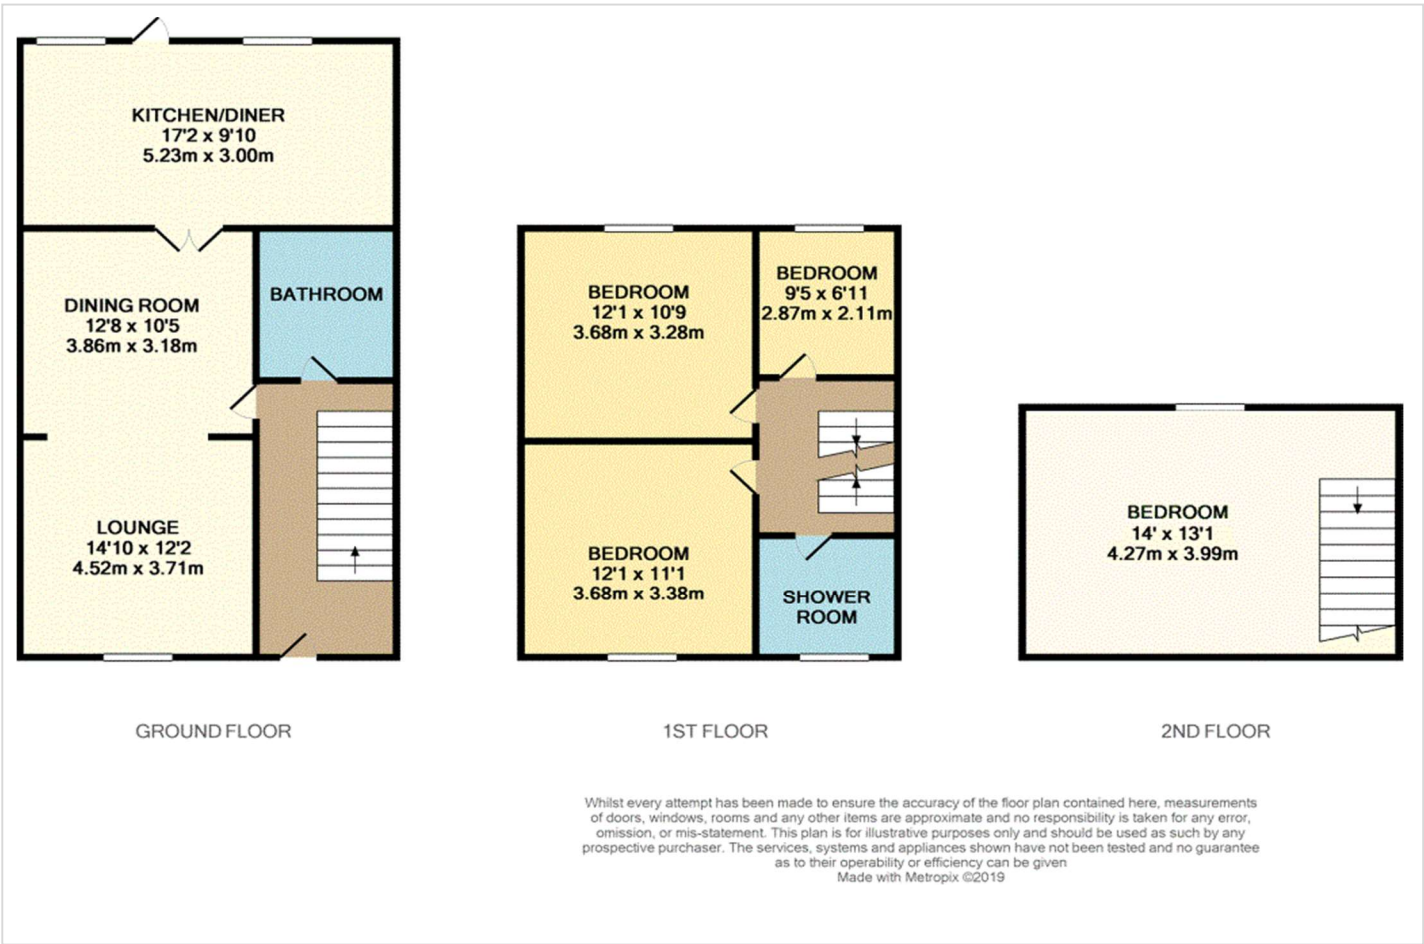 KITCHEN/DINER
17'2 x 9'10
5.23m x 3.00m
DINING ROOM
12'8 x 10'5
3.86m x 3.18m
BATHROOM
LOUNGE
14'10 x 12'2
4.52m x 3.71m
GROUND FLOOR
BEDROOM
12'1 x 10'9
3.68m x 3.28m
BEDROOM
9'5 x 6'11
2.87m x 2.11m
BEDROOM
12'1 x 11'1
3.68m x 3.38m
SHOWER
ROOM
1ST FLOOR
BEDROOM
14' x 13'1
4.27m x 3.99m
2ND FLOOR
Whilst every attempt has been made to ensure the accuracy of the floor plan contained here, measurements
of doors, windows, rooms and any other items are approximate and no responsibility is taken for any error,
omission, or mis-statement. This plan is for illustrative purposes only and should be used as such by any
prospective purchaser. The services, systems and appliances shown have not been tested and no guarantee
as to their operability or efficiency can be given
Made with Metropix ©2019